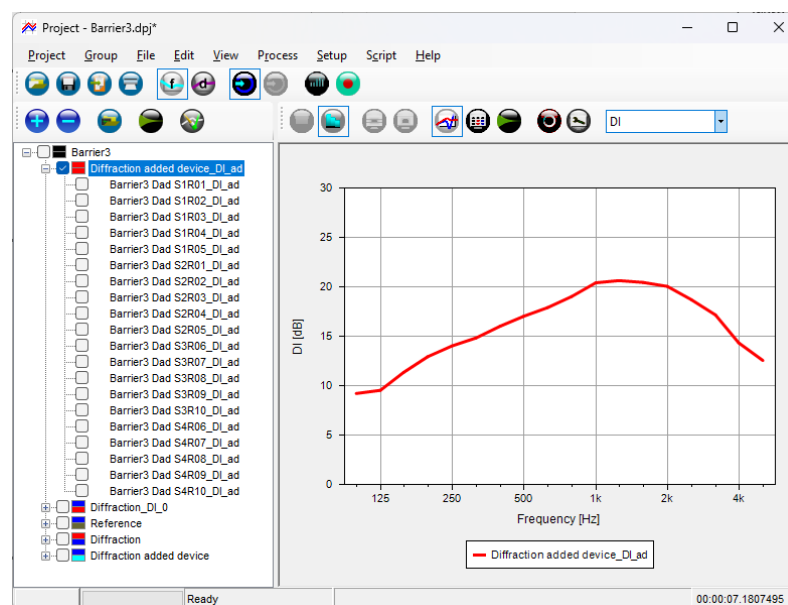 Project - Barrier3.dpj*
Project Group File Edit View Process Setup Script Help
DI
Barrier3
Diffraction added device_DI_ad
Barrier3 Dad S1R01_DI_ad
Barrier3 Dad S1R02_DI_ad
Barrier3 Dad S1R03_DI_ad
Barrier3 Dad S1R04_DI_ad
Barrier3 Dad S1R05_DI_ad
Barrier3 Dad S2R01_DI_ad
Barrier3 Dad S2R02_DI_ad
Barrier3 Dad S2R03_DI_ad
Barrier3 Dad S2R04_DI_ad
Barrier3 Dad S2R05_DI_ad
Barrier3 Dad S3R06_DI_ad
Barrier3 Dad S3R07_DI_ad
Barrier3 Dad S3R08_DI_ad
Barrier3 Dad S3R09_DI_ad
Barrier3 Dad S3R10_DI_ad
Barrier3 Dad S4R06_DI_ad
Barrier3 Dad S4R07_DI_ad
Barrier3 Dad S4R08_DI_ad
Barrier3 Dad S4R09_DI_ad
Barrier3 Dad S4R10_DI_ad
Diffraction_DI_0
Reference
Diffraction
Diffraction added device
30
25
20
15
10
5
0
DI [dB]
125 250 500 1k 2k 4k
Frequency [Hz]
Diffraction added device_DI_ad
Ready
00:00:07.1807495